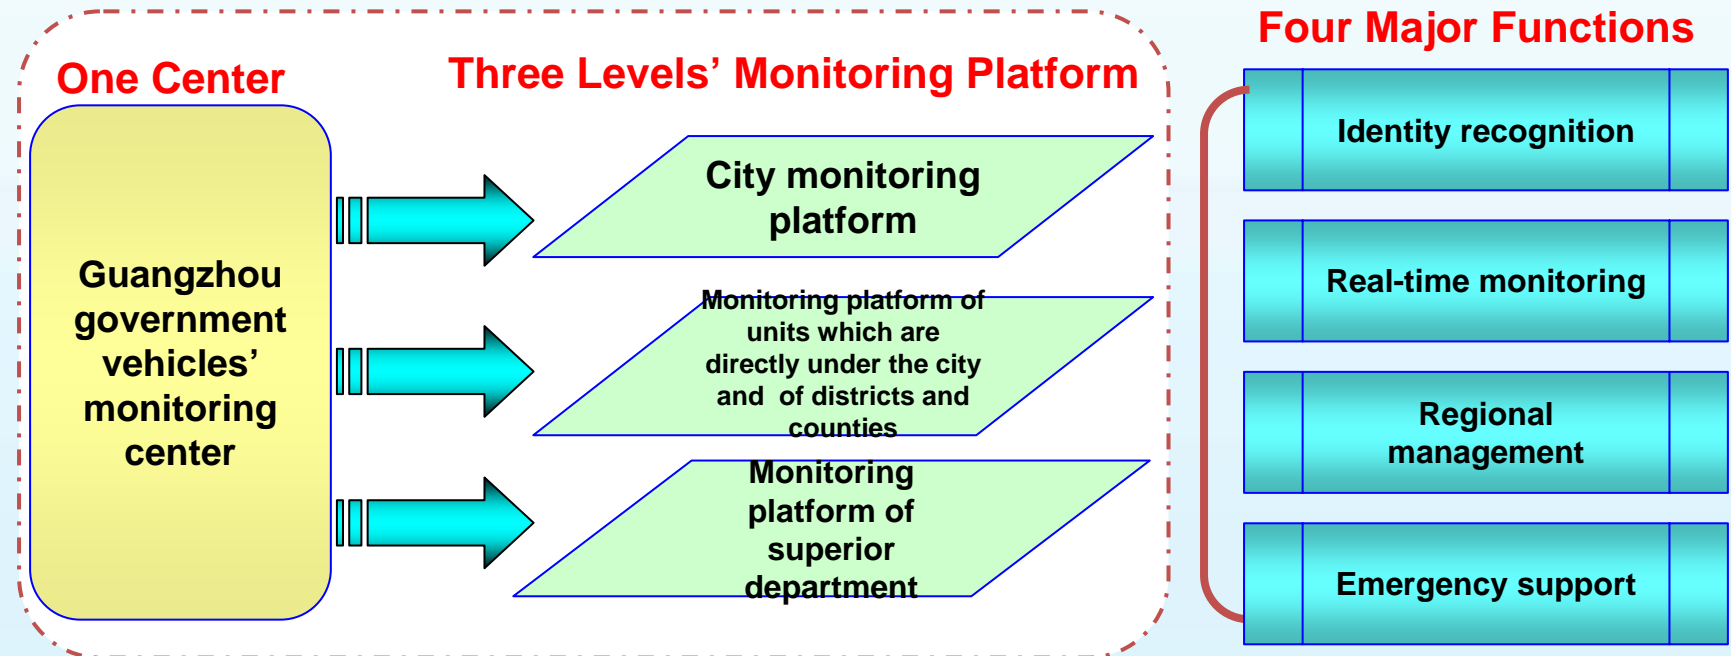 One Center
Guangzhou
government
vehicles’
monitoring
center
Three Levels’ Monitoring Platform
City monitoring
platform
Monitoring platform of
units which are
directly under the city
and of districts and
counties
Monitoring
platform of
superior
department
Four Major Functions
Identity recognition
Real-time monitoring
Regional
management
Emergency support